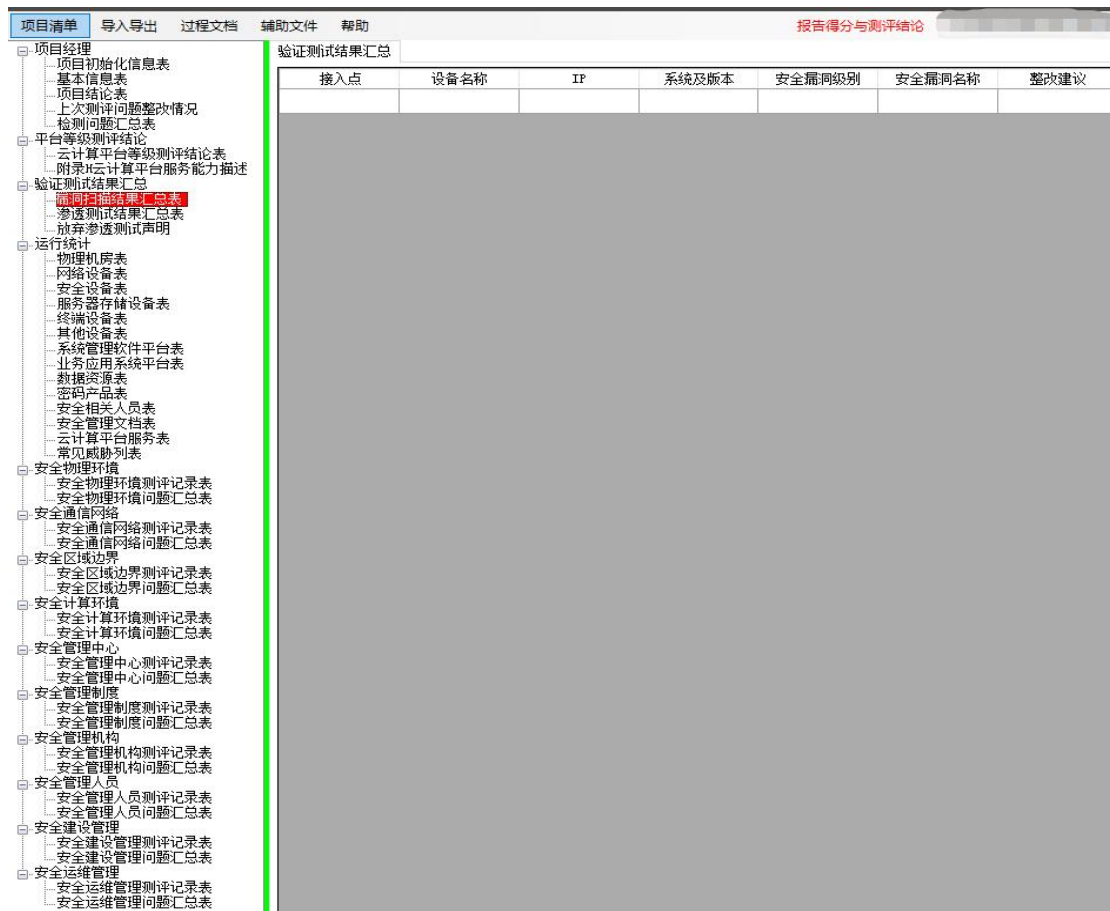 项目清单 导入导出 过程文档 辅助文件 帮助 报告得分与测评结论
项目经理
项目初始化信息表
基本信息表
项目结论表
上次测评问题整改情况
检测问题汇总表
平台等级测评结论
云计算平台等级测评结论表
附录H云计算平台服务能力描述
验证测试结果汇总
漏洞扫描结果汇总表
渗透测试结果汇总表
放弃渗透测试声明
运行统计
物理机房表
网络设备表
安全设备表
服务器存储设备表
终端设备表
其他设备表
系统管理软件平台表
业务应用系统平台表
数据资源表
密码产品表
安全相关人员表
安全管理文档表
云计算平台服务表
常见威胁列表
安全物理环境
安全物理环境测评记录表
安全物理环境问题汇总表
安全通信网络
安全通信网络测评记录表
安全通信网络问题汇总表
安全区域边界
安全区域边界测评记录表
安全区域边界问题汇总表
安全计算环境
安全计算环境测评记录表
安全计算环境问题汇总表
安全管理中心
安全管理中心测评记录表
安全管理中心问题汇总表
安全管理制度
安全管理制度测评记录表
安全管理制度问题汇总表
安全管理机构
安全管理机构测评记录表
安全管理机构问题汇总表
安全管理人员
安全管理人员测评记录表
安全管理人员问题汇总表
安全建设管理
安全建设管理测评记录表
安全建设管理问题汇总表
安全运维管理
安全运维管理测评记录表
安全运维管理问题汇总表
验证测试结果汇总
接入点 设备名称 IP 系统及版本 安全漏洞级别 安全漏洞名称 整改建议